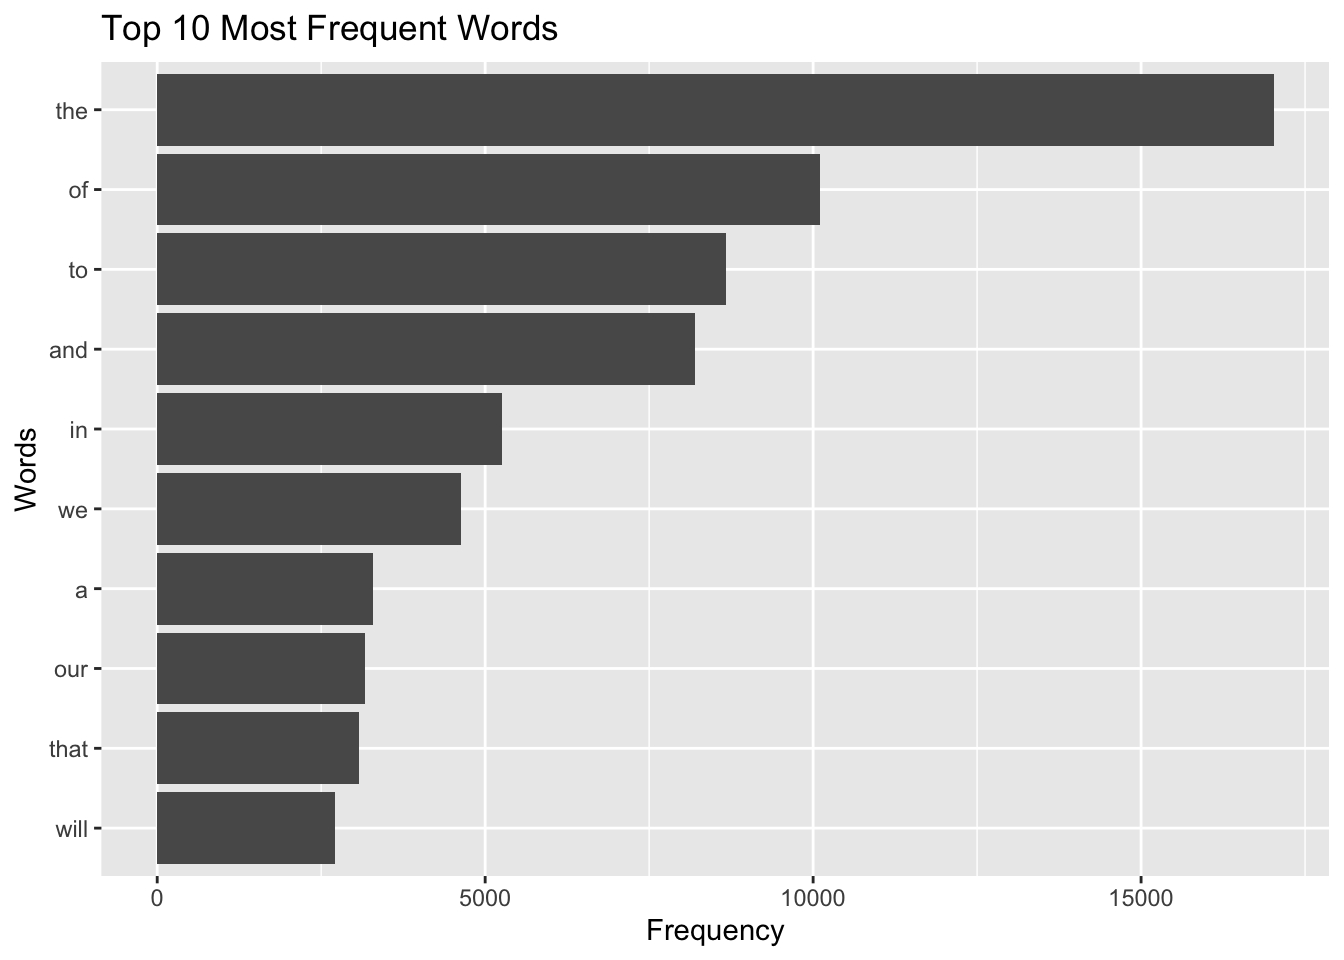 Top 10 Most Frequent Words
Words
the
of
to
and
in
we
a
our
that
will
0 5000 10000 15000
Frequency